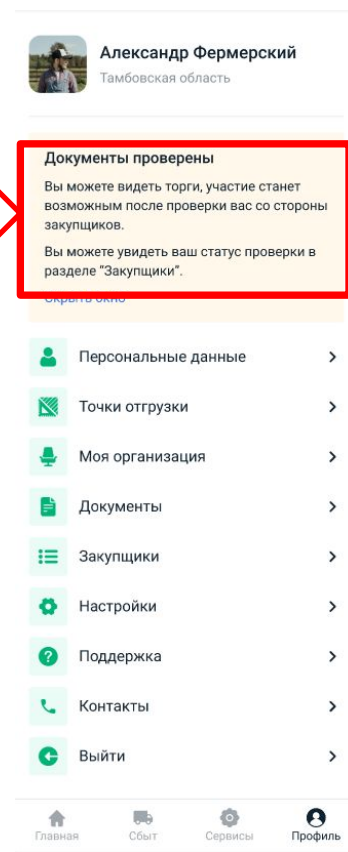 Александр Фермерский
Тамбовская область
Документы проверены
Вы можете видеть торги, участие станет
возможным после проверки вас со стороны
закупщиков.
Вы можете увидеть ваш статус проверки в
разделе “Закупщики”.
Скрыть окно
Персональные данные
Точки отгрузки
Моя организация
Документы
Закупщики
Настройки
Поддержка
Контакты
Выйти
Главная Сбыт Сервисы Профиль